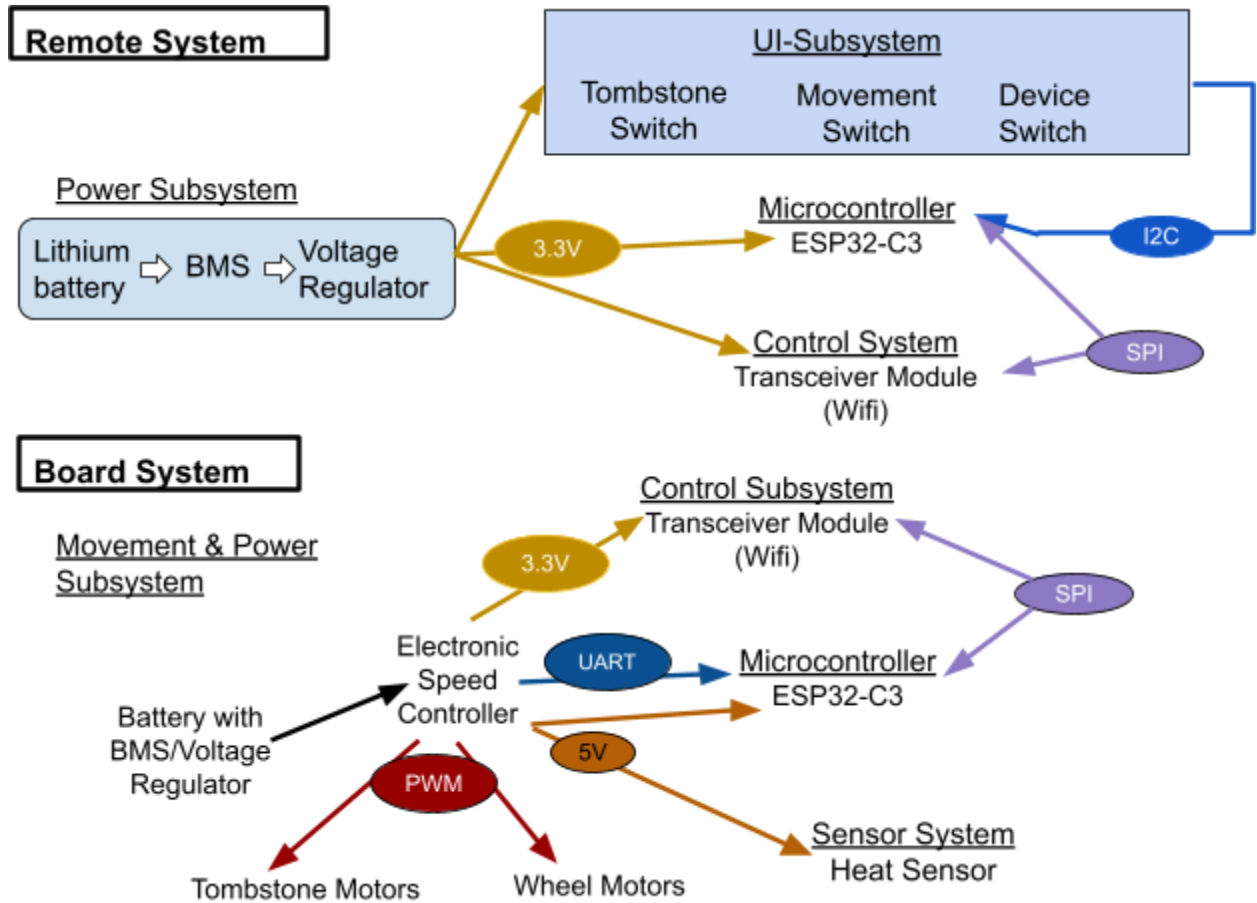 Remote System
UI-Subsystem
Tombstone Switch
Movement Switch
Device Switch
Power Subsystem
Lithium battery
BMS
Voltage Regulator
3.3V
Microcontroller
ESP32-C3
I2C
Control System
Transceiver Module
(Wifi)
SPI
Board System
Control Subsystem
Transceiver Module
(Wifi)
Movement & Power
Subsystem
3.3V
SPI
Electronic
Speed
Controller
UART
Microcontroller
ESP32-C3
Battery with
BMS/Voltage
Regulator
5V
PWM
Sensor System
Heat Sensor
Tombstone Motors
Wheel Motors